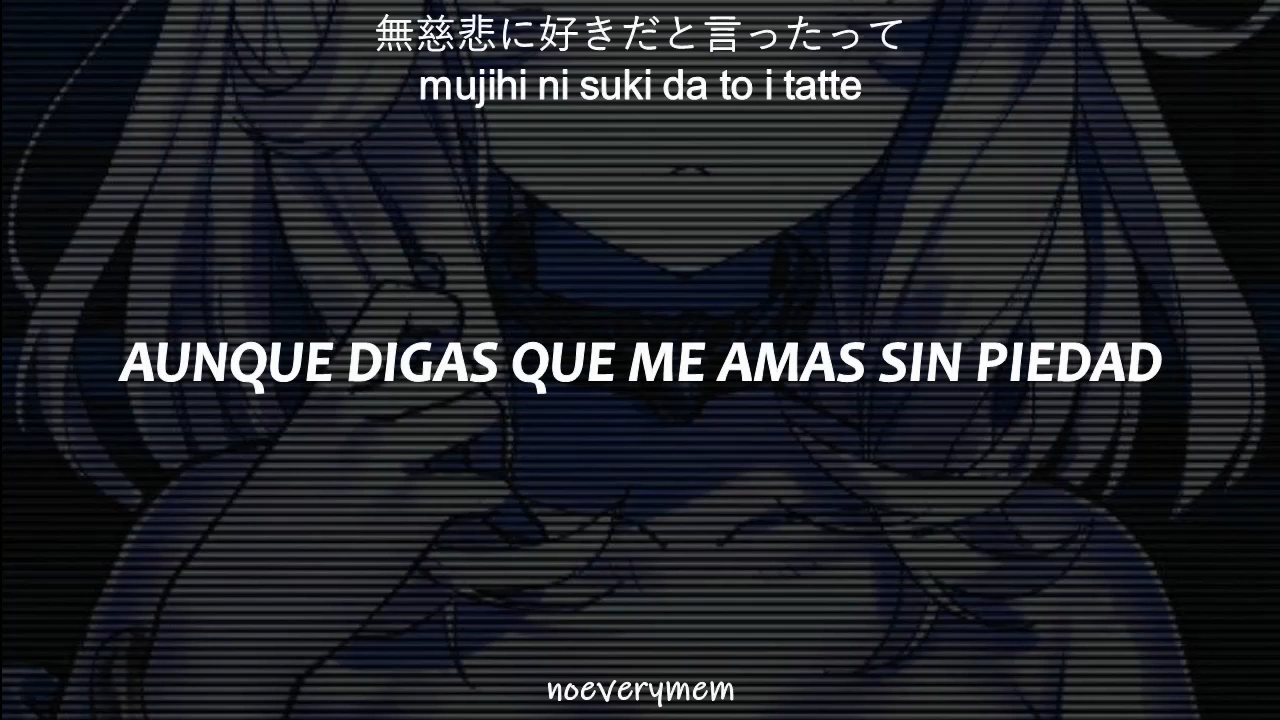 無慈悲に好きだと言ったって
mujihi ni suki da to i tatte
AUNQUE DIGAS QUE ME AMAS SIN PIEDAD
noeverymem